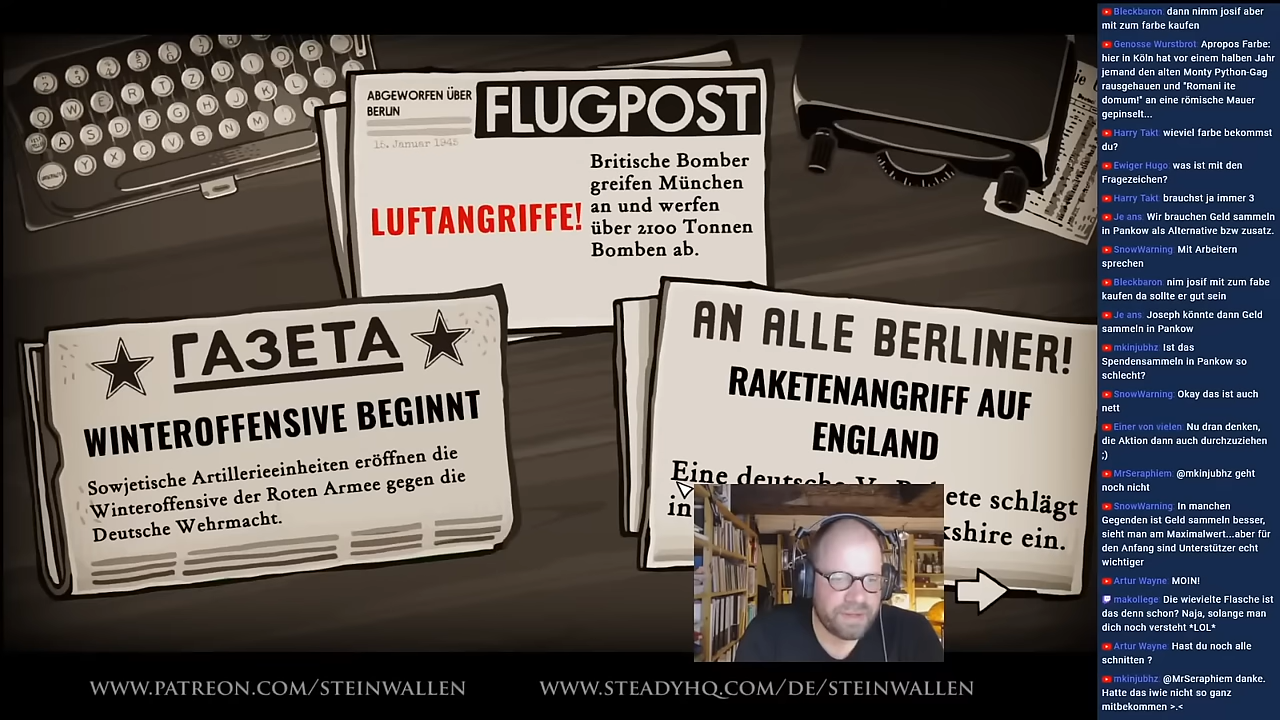 ABGEWORFEN ÜBER
BERLIN
FLUGPOST
15. Januar 1945
LUFTANGRIFFE!
Britische Bomber
greifen München
an und werfen
über 2100 Tonnen
Bomben ab.
ГАЗЕТА
WINTEROFFENSIVE BEGINNT
Sowjetische Artillerieeinheiten eröffnen die
Winteroffensive der Roten Armee gegen die
Deutsche Wehrmacht.
AN ALLE BERLINER!
RAKETENANGRIFF AUF
ENGLAND
Eine deutsche schlägt
ein.
WWW.PATREON.COM/STEINWALLEN
WWW.STEADYHQ.COM/DE/STEINWALLEN
Bleckbaron: dann nimm josif aber
mit zum farbe kaufen
Genosse Wurstbrot: Apropos Farbe:
hier in Köln hat vor einem halben Jahr
jemand den alten Monty Python-Gag
rausgehauen und "Romani ite
domum!" an eine römische Mauer
gepinselt...
Harry Takt: wieviel farbe bekommst
du?
Ewiger Hugo: was ist mit den
Fragezeichen?
Harry Takt: brauchst ja immer 3
Je ans: Wir brauchen Geld sammeln
in Pankow als Alternative bzw zusatz.
SnowWarning: Mit Arbeitern
sprechen
Bleckbaron: nim josif mit zum fabe
kaufen da sollte er gut sein
Je ans: Joseph könnte dann Geld
sammeln in Pankow
mkinjubhz: Ist das
Spendensammeln in Pankow so
schlecht?
SnowWarning: Okay das ist auch
nett
Einer von vielen: Nu dran denken,
die Aktion dann auch durchzuziehen
;)
MrSeraphiem: @mkinjubhz geht
noch nicht
SnowWarning: In manchen
Gegenden ist Geld sammeln besser,
sieht man am Maximalwert...aber für
den Anfang sind Unterstützer echt
wichtiger
Artur Wayne: MOIN!
makollege: Die wievielte Flasche ist
das denn schon? Naja, solange man
dich noch versteht *LOL*
Artur Wayne: Hast du noch alle
schnitten ?
mkinjubhz: @MrSeraphiem danke.
Hatte das iwie nicht so ganz
mitbekommen >.<